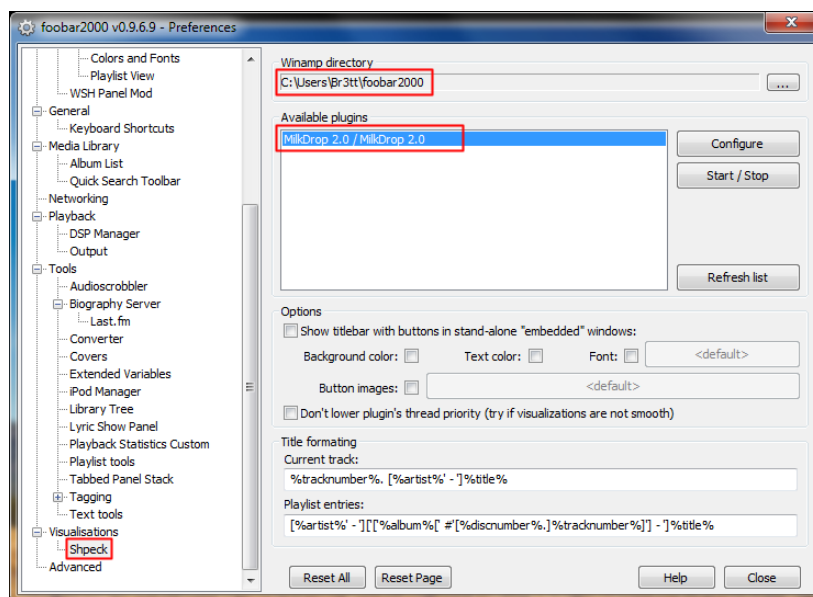 foobar2000 v0.9.6.9 - Preferences
Colors and Fonts
Playlist View
WSH Panel Mod
General
Keyboard Shortcuts
Media Library
Album List
Quick Search Toolbar
Networking
Playback
DSP Manager
Output
Tools
Audioscrobbler
Biography Server
Last.fm
Converter
Covers
Extended Variables
iPod Manager
Library Tree
Lyric Show Panel
Playback Statistics Custom
Playlist tools
Tabbed Panel Stack
Tagging
Text tools
Visualisations
Shpeck
Advanced
Winamp directory
C:\Users\Br3tt\foobar2000
...
Available plugins
MilkDrop 2.0 / MilkDrop 2.0
Configure
Start / Stop
Refresh list
Options
Show titlebar with buttons in stand-alone "embedded" windows:
Background color:
Text color:
Font:
<default>
Button images:
<default>
Don't lower plugin's thread priority (try if visualizations are not smooth)
Title formating
Current track:
%tracknumber%. [%artist%' - ']%title%
Playlist entries:
[%artist%' - ']['['%album%[' #'[%discnumber%.]%tracknumber%]'] - ']%title%
Reset All
Reset Page
Help
Close